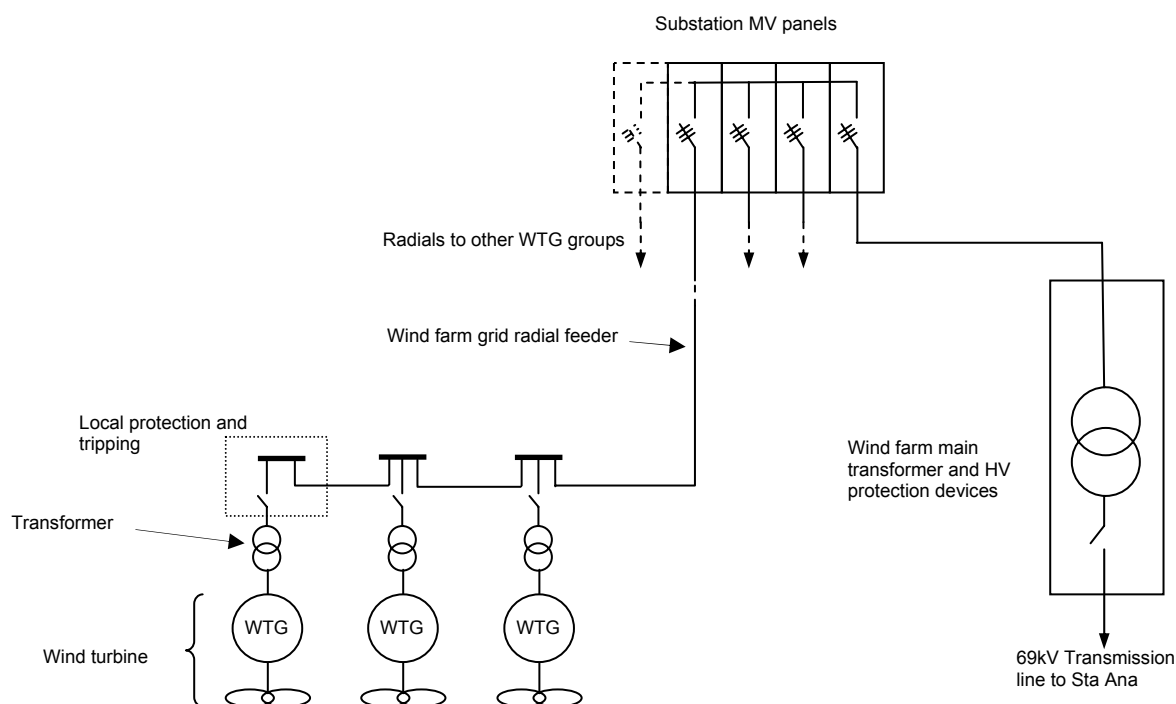 Substation MV panels
Radials to other WTG groups
Wind farm grid radial feeder
Local protection and
tripping
Wind farm main
transformer and HV
protection devices
Transformer
WTG
WTG
WTG
Wind turbine
69kV Transmission
line to Sta Ana